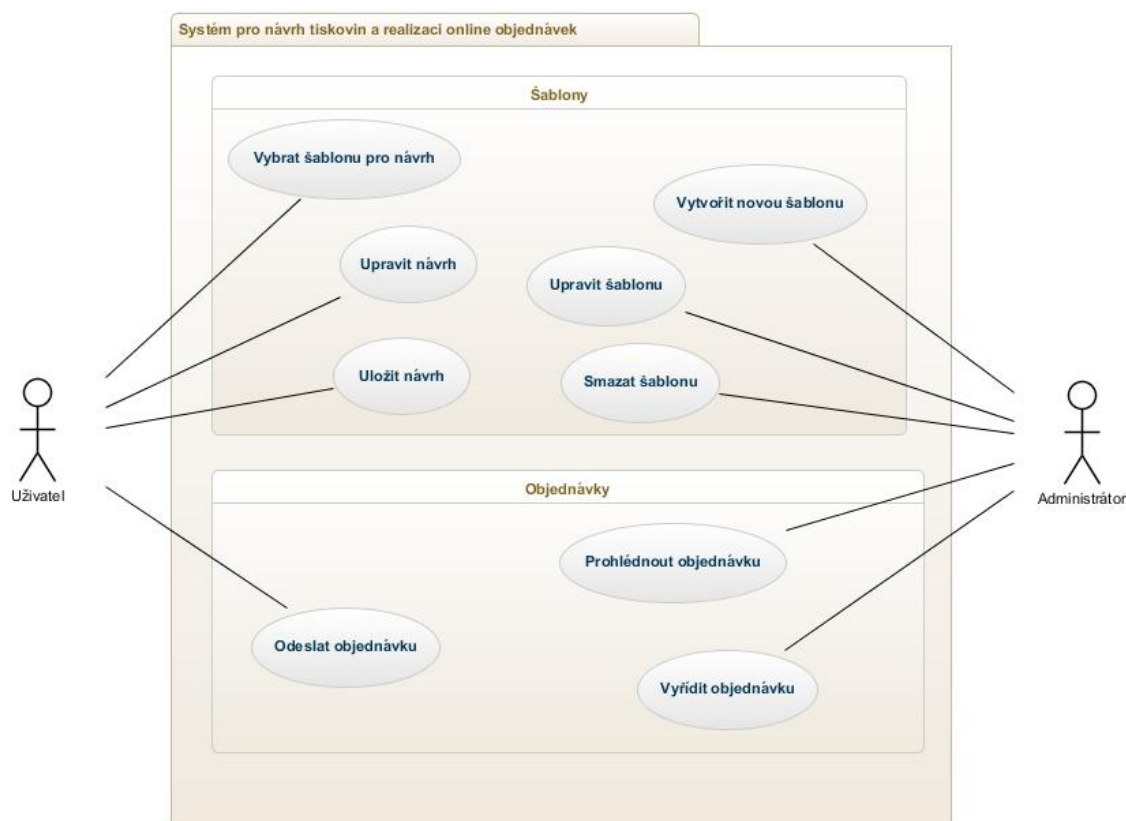 Systém pro návrh tiskovin a realizaci online objednávek
Šablony
Vybrat šablonu pro návrh
Vytvořit novou šablonu
Upravit návrh
Upravit šablonu
Uložit návrh
Smazat šablonu
Uživatel
Administrátor
Objednávky
Prohlédnout objednávku
Odeslat objednávku
Vyřídit objednávku